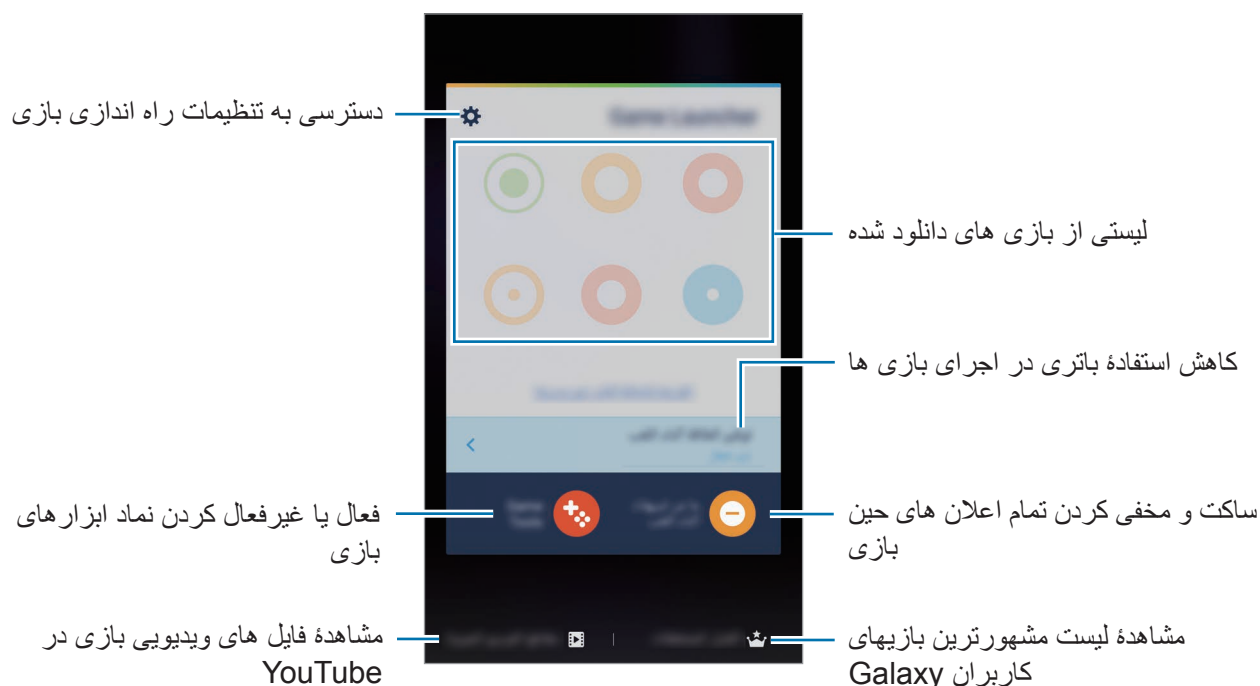 دسترسی به تنظیمات راه اندازی بازی
Game Launcher
لیستی از بازی های دانلود شده
کاهش استفادهٔ باتری در اجرای بازی ها
ساکت و مخفی کردن تمام اعلان های حین
بازی
فعال یا غیرفعال کردن نماد ابزارهای
بازی
Game
Tools
مشاهدهٔ لیست مشهورترین بازیهای
کاربران Galaxy
مشاهدهٔ فایل های ویدیویی بازی در
YouTube